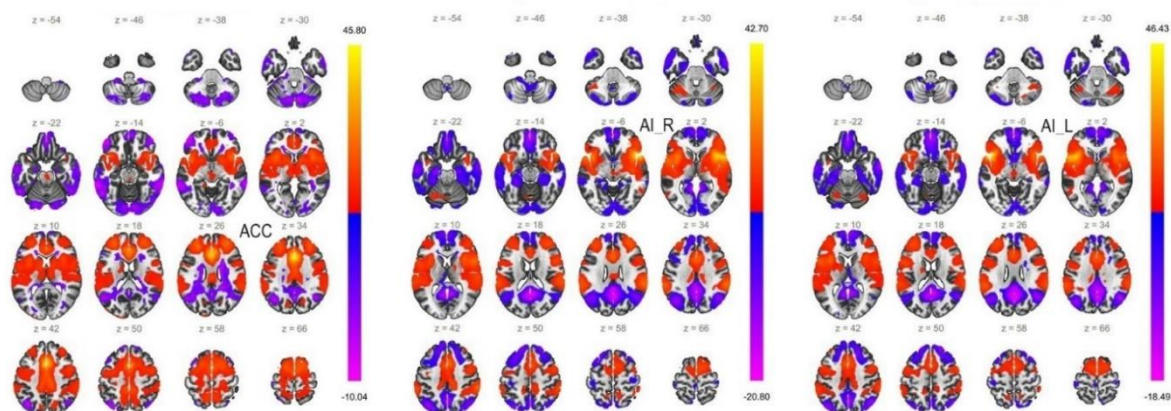 z = -54 z = -46 z = -38 z = -30
45.80
z = -22 z = -14 z = -6 z = 2
z = 10 z = 18 z = 26 z = 34
ACC
z = 42 z = 50 z = 58 z = 66
-10.04
z = -54 z = -46 z = -38 z = -30
42.70
z = -22 z = -14 z = -6 z = 2
AI_R
z = 10 z = 18 z = 26 z = 34
z = 42 z = 50 z = 58 z = 66
-20.80
z = -54 z = -46 z = -38 z = -30
46.43
z = -22 z = -14 z = -6 z = 2
AI_L
z = 10 z = 18 z = 26 z = 34
z = 42 z = 50 z = 58 z = 66
-18.49